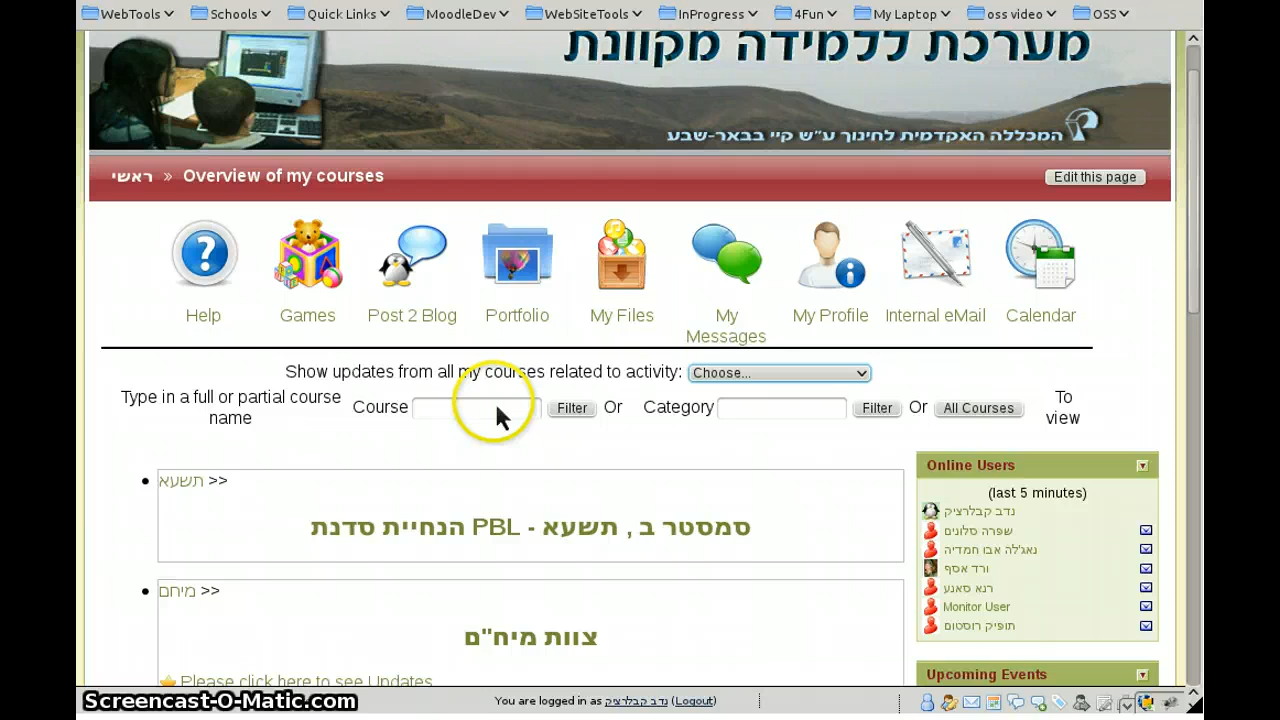 WebTools Schools Quick Links MoodleDev WebSiteTools InProgress 4Fun My Laptop oss video OSS
מערכת ללמידה מקוונת
המכללה האקדמית לחינוך ע"ש קיי בבאר-שבע
ראשי » Overview of my courses
Edit this page
Help Games Post 2 Blog Portfolio My Files My Messages My Profile Internal eMail Calendar
Show updates from all my courses related to activity: Choose...
Type in a full or partial course name Course Filter Or Category Filter Or All Courses To view
תשעא >>
סמסטר ב , תשעא - PBL הנחיית סדנת
מיחם >>
צוות מיח"ם
Please click here to see Updates
Online Users
(last 5 minutes)
נדב קבלרציק
שפרה סלונים
נאג'לה אבו חמדיה
ורד אסף
רנא סאנע
Monitor User
תופיק רוסטום
Upcoming Events
Screencast-O-Matic.com
You are logged in as נדב קבלרציק (Logout)